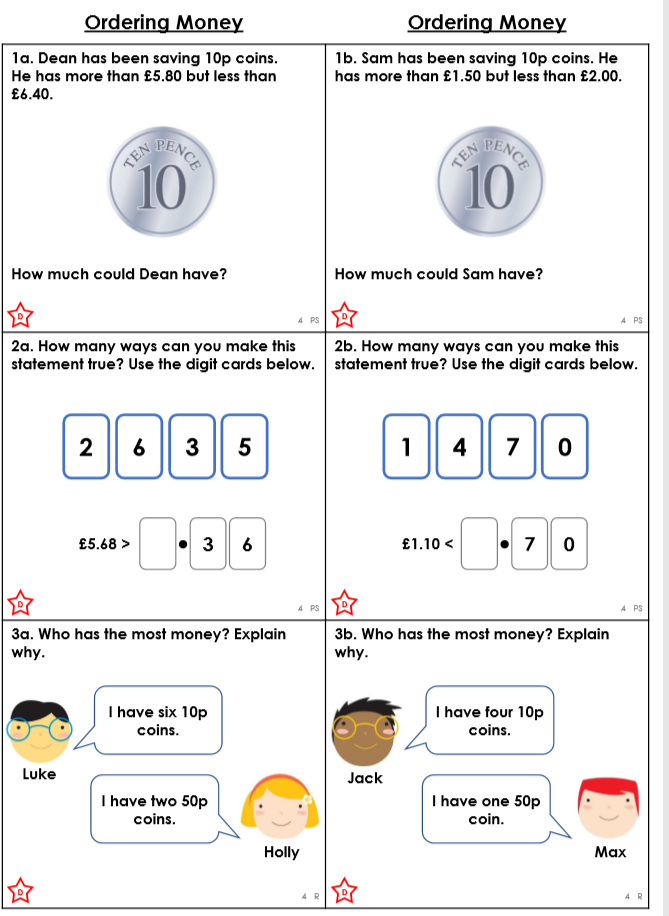 Ordering Money
Ordering Money
1a. Dean has been saving 10p coins.
He has more than £5.80 but less than
£6.40.
TEN PENCE
10
How much could Dean have?
D
4 PS
1b. Sam has been saving 10p coins. He
has more than £1.50 but less than £2.00.
TEN PENCE
10
How much could Sam have?
D
4 PS
2a. How many ways can you make this
statement true? Use the digit cards below.
2 6 3 5
£5.68 > . 3 6
D
4 PS
2b. How many ways can you make this
statement true? Use the digit cards below.
1 4 7 0
£1.10 < . 7 0
D
4 PS
3a. Who has the most money? Explain
why.
I have six 10p
coins.
Luke
I have two 50p
coins.
Holly
D
4 R
3b. Who has the most money? Explain
why.
I have four 10p
coins.
Jack
I have one 50p
coin.
Max
D
4 R